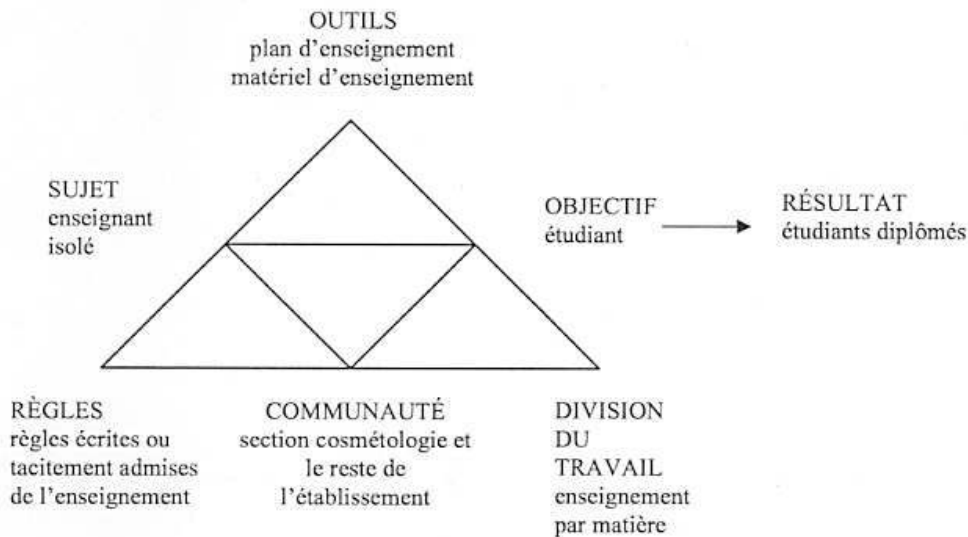 OUTILS
plan d'enseignement
matériel d'enseignement
SUJET
enseignant
isolé
OBJECTIF
étudiant
RÉSULTAT
étudiants diplômés
RÈGLES
règles écrites ou
tacitement admises
de l'enseignement
COMMUNAUTÉ
section cosmétologie et
le reste de
l'établissement
DIVISION
DU
TRAVAIL
enseignement
par matière